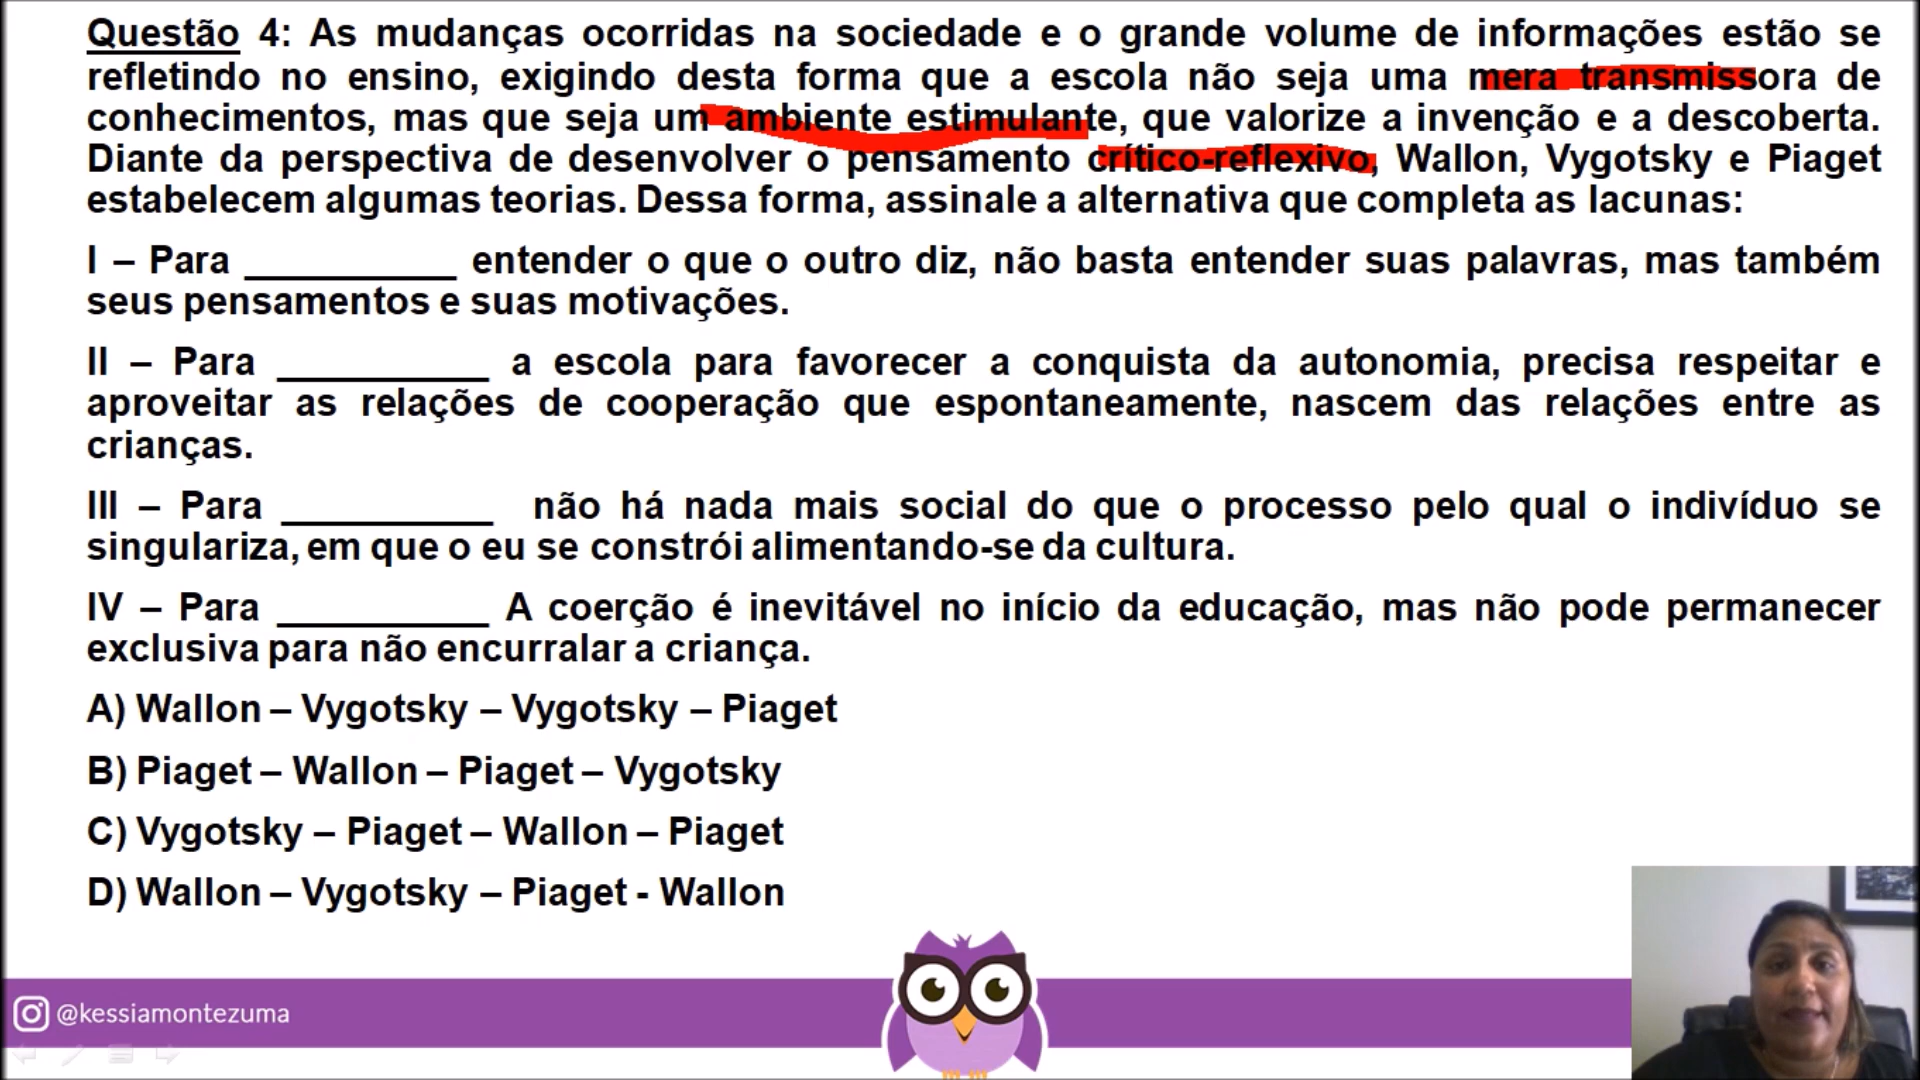 Questão 4: As mudanças ocorridas na sociedade e o grande volume de informações estão se
refletindo no ensino, exigindo desta forma que a escola não seja uma mera transmissora de
conhecimentos, mas que seja um ambiente estimulante, que valorize a invenção e a descoberta.
Diante da perspectiva de desenvolver o pensamento crítico-reflexivo, Wallon, Vygotsky e Piaget
estabelecem algumas teorias. Dessa forma, assinale a alternativa que completa as lacunas:
I – Para __________ entender o que o outro diz, não basta entender suas palavras, mas também
seus pensamentos e suas motivações.
II – Para __________ a escola para favorecer a conquista da autonomia, precisa respeitar e
aproveitar as relações de cooperação que espontaneamente, nascem das relações entre as
crianças.
III – Para __________ não há nada mais social do que o processo pelo qual o indivíduo se
singulariza, em que o eu se constrói alimentando-se da cultura.
IV – Para __________ A coerção é inevitável no início da educação, mas não pode permanecer
exclusiva para não encurralar a criança.
A) Wallon – Vygotsky – Vygotsky – Piaget
B) Piaget – Wallon – Piaget – Vygotsky
C) Vygotsky – Piaget – Wallon – Piaget
D) Wallon – Vygotsky – Piaget - Wallon
@kessiamontezuma